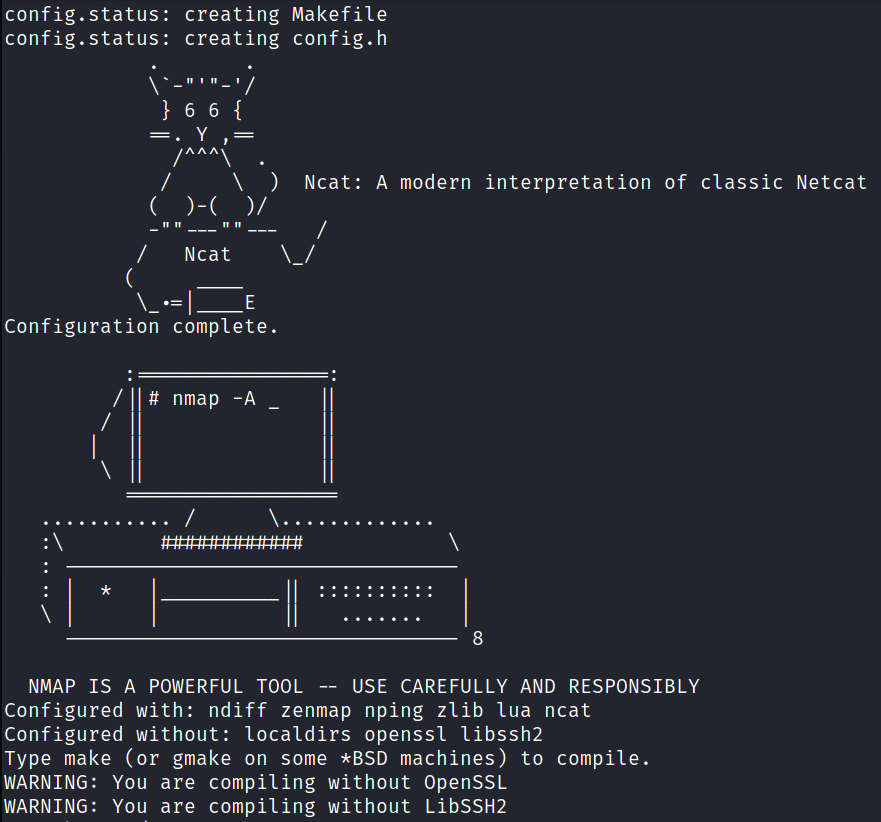 config.status: creating Makefile
config.status: creating config.h
           .       .
           \`-"'"-'/
            } 6 6 {
           ==. Y ,==
             /^^^\  .
            /     \  )  Ncat: A modern interpretation of classic Netcat
           (  )-(  )/
           -""---""---   /
          /   Ncat    \_/
         (     ____
          \_.=|____E
Configuration complete.
         :================:
        /||# nmap -A _   ||
       / ||              ||
      |  ||              ||
       \ ||              ||
         ==================
  ........... /      \.............
  :\        ############            \
  : ---------------------------------
  : |  *   |__________|| ::::::::::  |
  \ |      |          ||   .......   |
    --------------------------------- 8
  NMAP IS A POWERFUL TOOL -- USE CAREFULLY AND RESPONSIBLY
Configured with: ndiff zenmap nping zlib lua ncat
Configured without: localdirs openssl libssh2
Type make (or gmake on some *BSD machines) to compile.
WARNING: You are compiling without OpenSSL
WARNING: You are compiling without LibSSH2